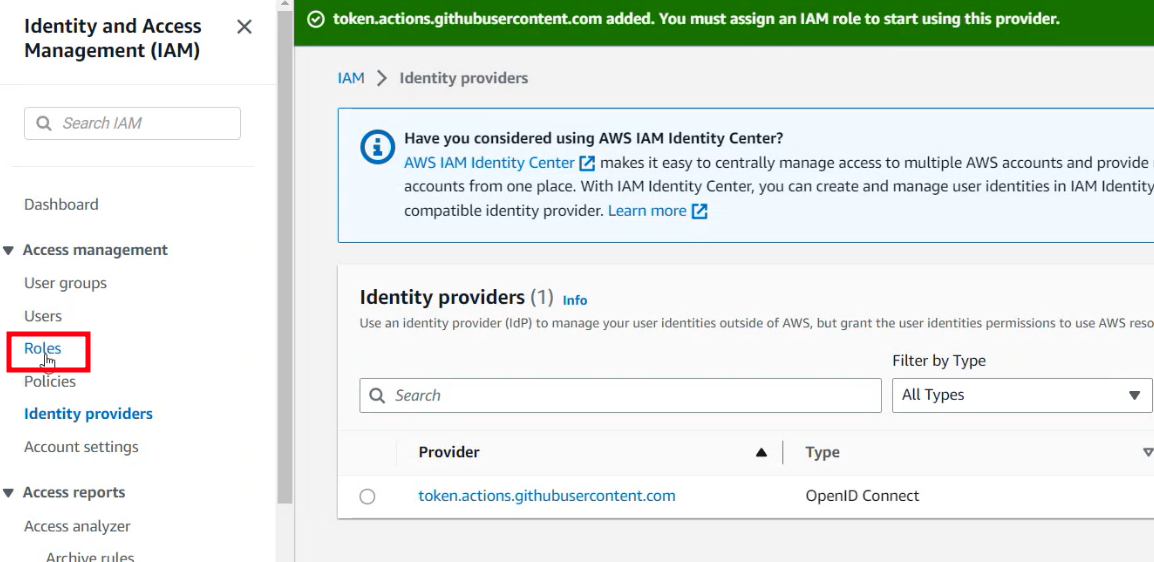 Identity and Access
Management (IAM)
Search IAM
Dashboard
Access management
User groups
Users
Roles
Policies
Identity providers
Account settings
Access reports
Access analyzer
Archive rules
token.actions.githubusercontent.com added. You must assign an IAM role to start using this provider.
IAM > Identity providers
Have you considered using AWS IAM Identity Center?
AWS IAM Identity Center makes it easy to centrally manage access to multiple AWS accounts and provide
accounts from one place. With IAM Identity Center, you can create and manage user identities in IAM Identity
compatible identity provider. Learn more
Identity providers (1) Info
Use an identity provider (IdP) to manage your user identities outside of AWS, but grant the user identities permissions to use AWS reso
Filter by Type
Search
All Types
Provider Type
token.actions.githubusercontent.com OpenID Connect